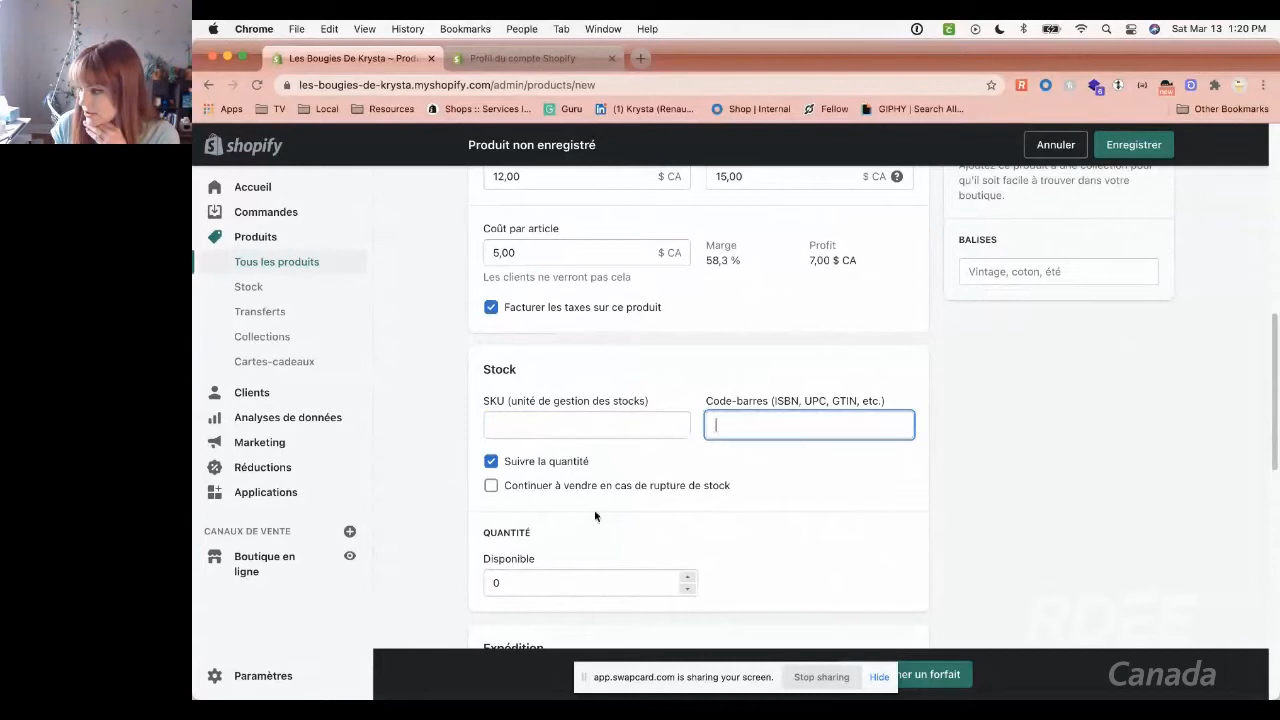 Chrome File Edit View History Bookmarks People Tab Window Help Sat Mar 13 1:20 PM
Les Bougies De Krysta ~ Prod Profil du compte Shopify
les-bougies-de-krysta.myshopify.com/admin/products/new
Apps TV Local Resources Shops :: Services I... Guru (1) Krysta (Renau... Shop | Internal Fellow GIPHY | Search All... Other Bookmarks
shopify
Produit non enregistré
Annuler
Enregistrer
Accueil
Commandes
Produits
Tous les produits
Stock
Transferts
Collections
Cartes-cadeaux
Clients
Analyses de données
Marketing
Réductions
Applications
CANAUX DE VENTE
Boutique en
ligne
Paramètres
12,00 $ CA
15,00 $ CA
Coût par article
5,00 $ CA
Les clients ne verront pas cela
Marge
58,3 %
Profit
7,00 $ CA
Facturer les taxes sur ce produit
Stock
SKU (unité de gestion des stocks)
Code-barres (ISBN, UPC, GTIN, etc.)
Suivre la quantité
Continuer à vendre en cas de rupture de stock
QUANTITÉ
Disponible
0
Expédition
Ajoutez ce produit à une collection pour
qu'il soit facile à trouver dans votre
boutique.
BALISES
Vintage, coton, été
app.swapcard.com is sharing your screen. Stop sharing Hide
un forfait
RDÉE
Canada